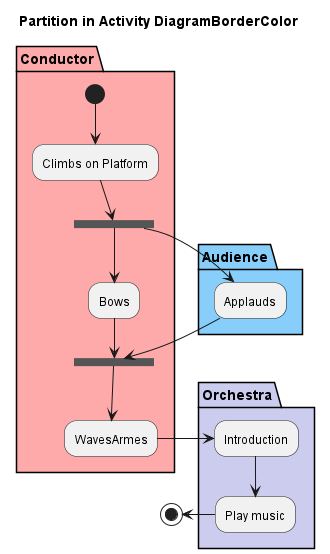 Partition in Activity DiagramBorderColor
Conductor
Climbs on Platform
Audience
Bows
Applauds
Orchestra
WavesArmes
Introduction
Play music